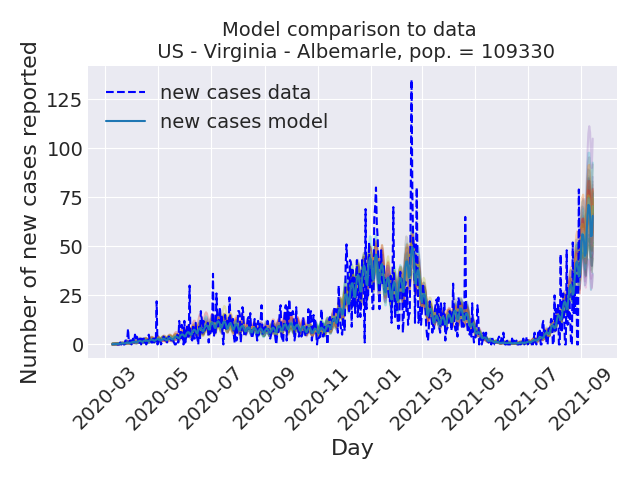 Model comparison to data
US - Virginia - Albemarle, pop. = 109330
Number of new cases reported
125
100
75
50
25
0
new cases data
new cases model
2020-03
2020-05
2020-07
2020-09
2020-11
2021-01
2021-03
2021-05
2021-07
2021-09
Day